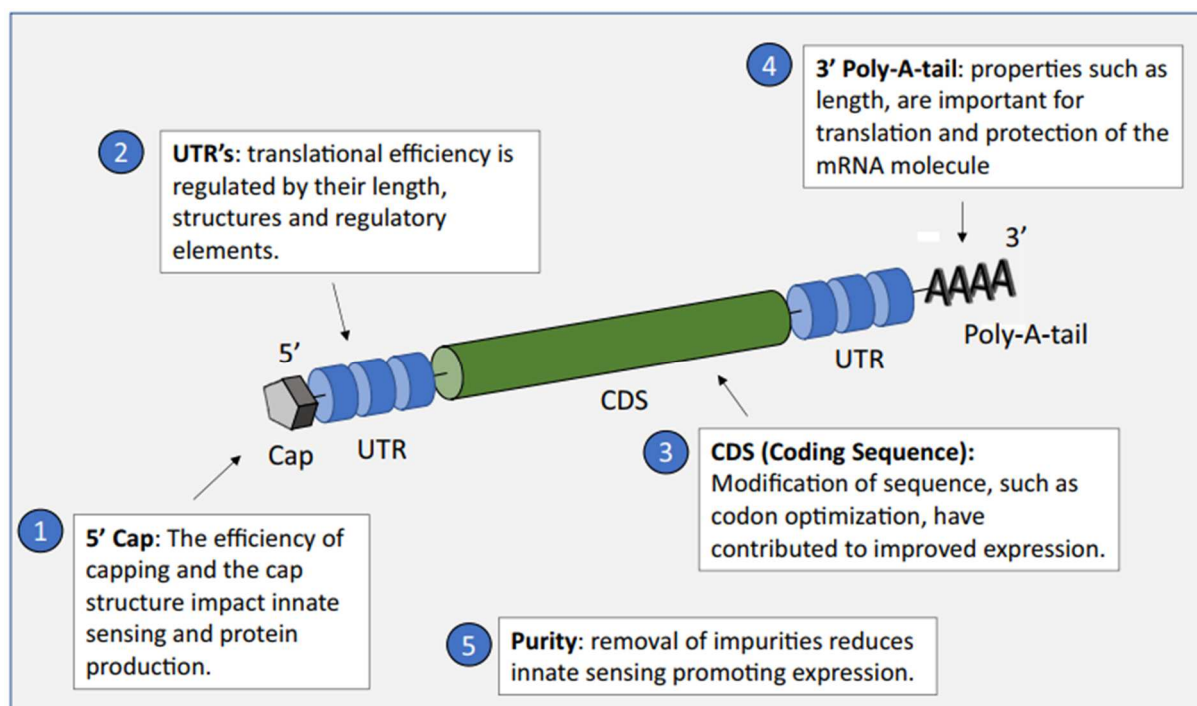 1
5' Cap: The efficiency of
capping and the cap
structure impact innate
sensing and protein
production.
2
UTR's: translational efficiency is
regulated by their length,
structures and regulatory
elements.
3
CDS (Coding Sequence):
Modification of sequence, such as
codon optimization, have
contributed to improved expression.
4
3' Poly-A-tail: properties such as
length, are important for
translation and protection of the
mRNA molecule
5
Purity: removal of impurities reduces
innate sensing promoting expression.
5'
Cap
UTR
CDS
UTR
AAAA
3'
Poly-A-tail